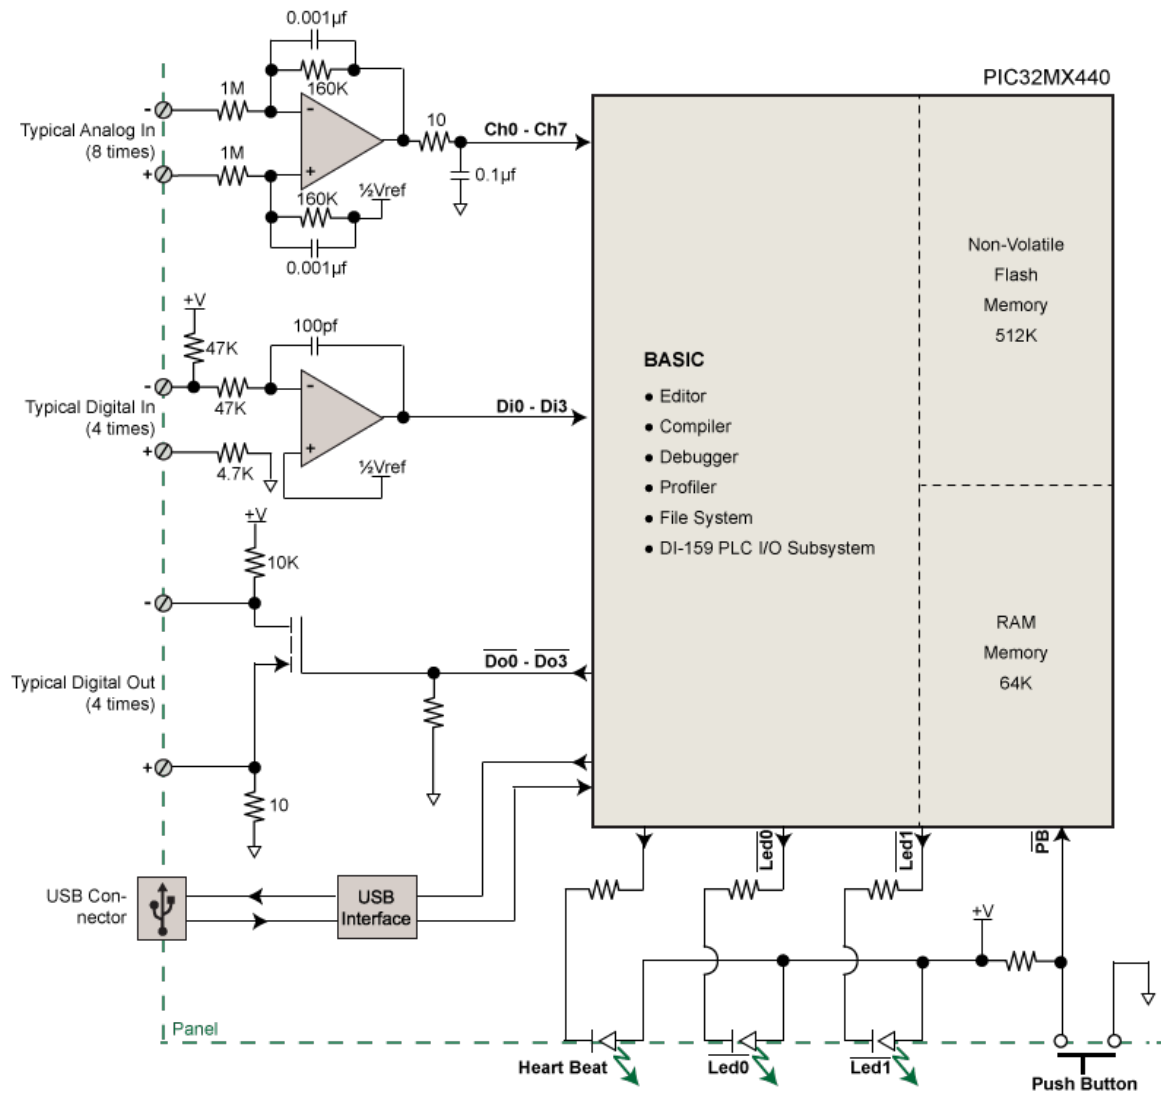 0.001µf
PIC32MX440
160K
1M
-
-
Typical Analog In
(8 times)
10
Ch0 - Ch7
1M
+
+
0.1µf
160K
½Vref
0.001µf
Non-Volatile
Flash
Memory
512K
+V
47K
100pf
-
-
47K
Typical Digital In
(4 times)
Di0 - Di3
+
+
4.7K
½Vref
BASIC
● Editor
● Compiler
● Debugger
● Profiler
● File System
● DI-159 PLC I/O Subsystem
+V
10K
-
Typical Digital Out
(4 times)
Do0 - Do3
+
10
RAM
Memory
64K
Led0
Led1
PB
USB Con-
nector
USB
Interface
+V
Panel
Heart Beat
Led0
Led1
Push Button